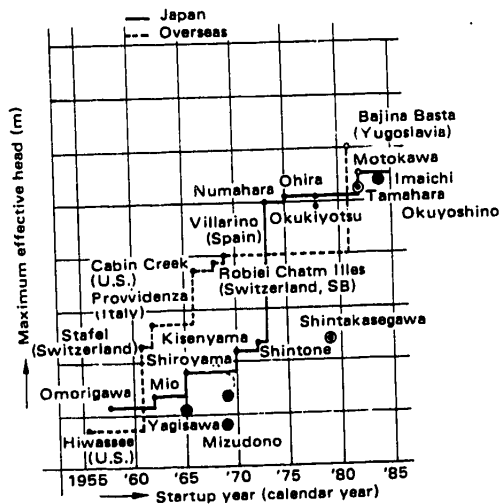 Japan
Overseas
Maximum effective head (m)
Bajina Basta
(Yugoslavia)
Motokawa
Imaichi
Tamahara
Okuyoshino
Ohira
Numahara
Okukiyotsu
Villarino
(Spain)
Cabin Creek
(U.S.)
Robiei Chatm Illes
(Switzerland, SB)
Provvidenza
(Italy)
Stafel
(Switzerland)
Kisenyama
Shintakasegawa
Shiroyama
Shintone
Omorigawa
Mio
Yagisawa
Mizudono
Hiwassee
(U.S.)
1955 '60 '65 '70 '75 '80 '85
Startup year (calendar year)